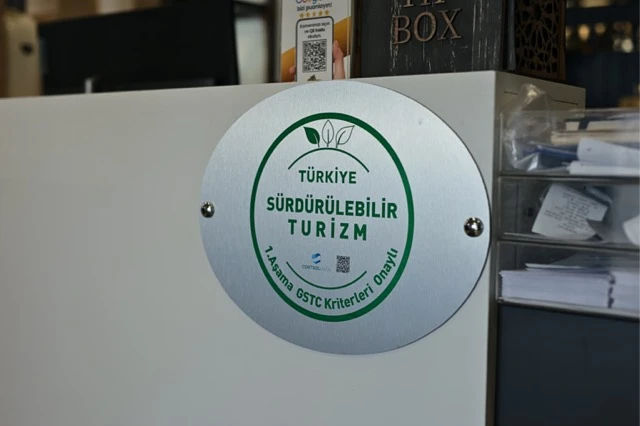 BOX
TÜRKİYE
SÜRDÜRÜLEBİLİR
TURİZM
1.Aşama GSTC Kriterleri Onaylı